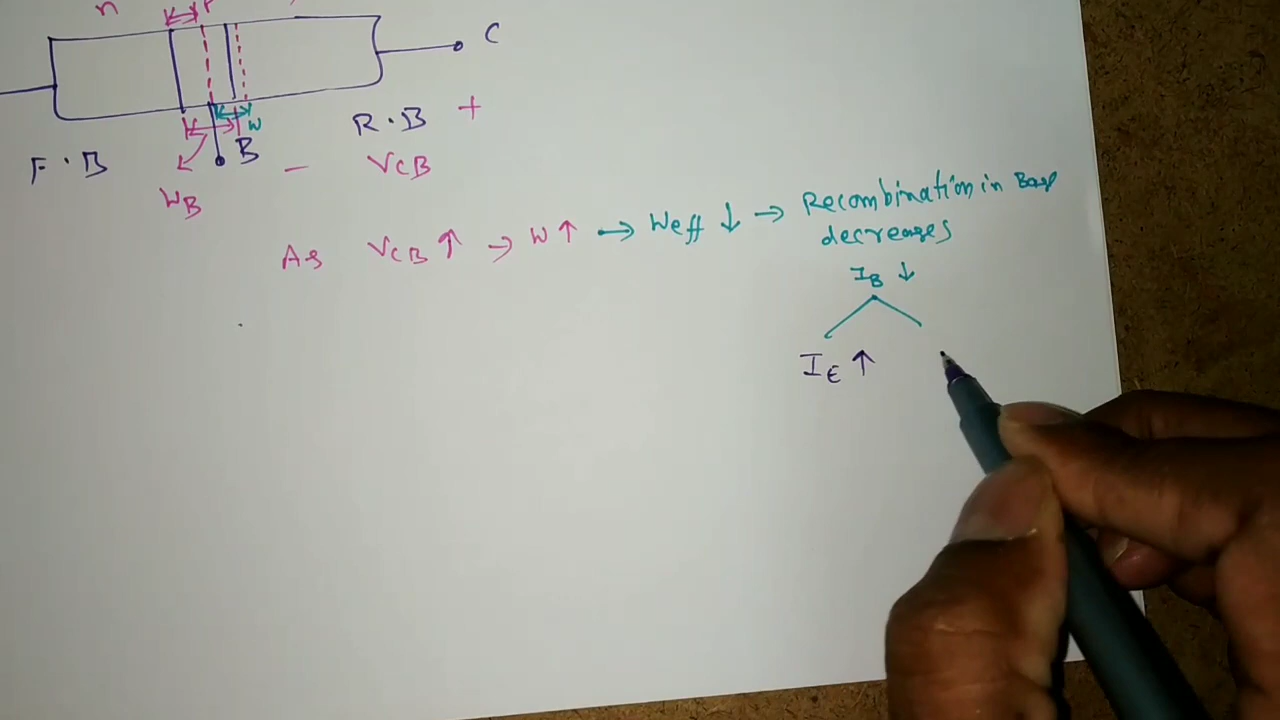 n P
C
R.B +
W
F.B B - VCB
WB
As VCB ↑ → W ↑ → Weff ↓ → Recombination in Base
decreases
IB ↓
IE ↑